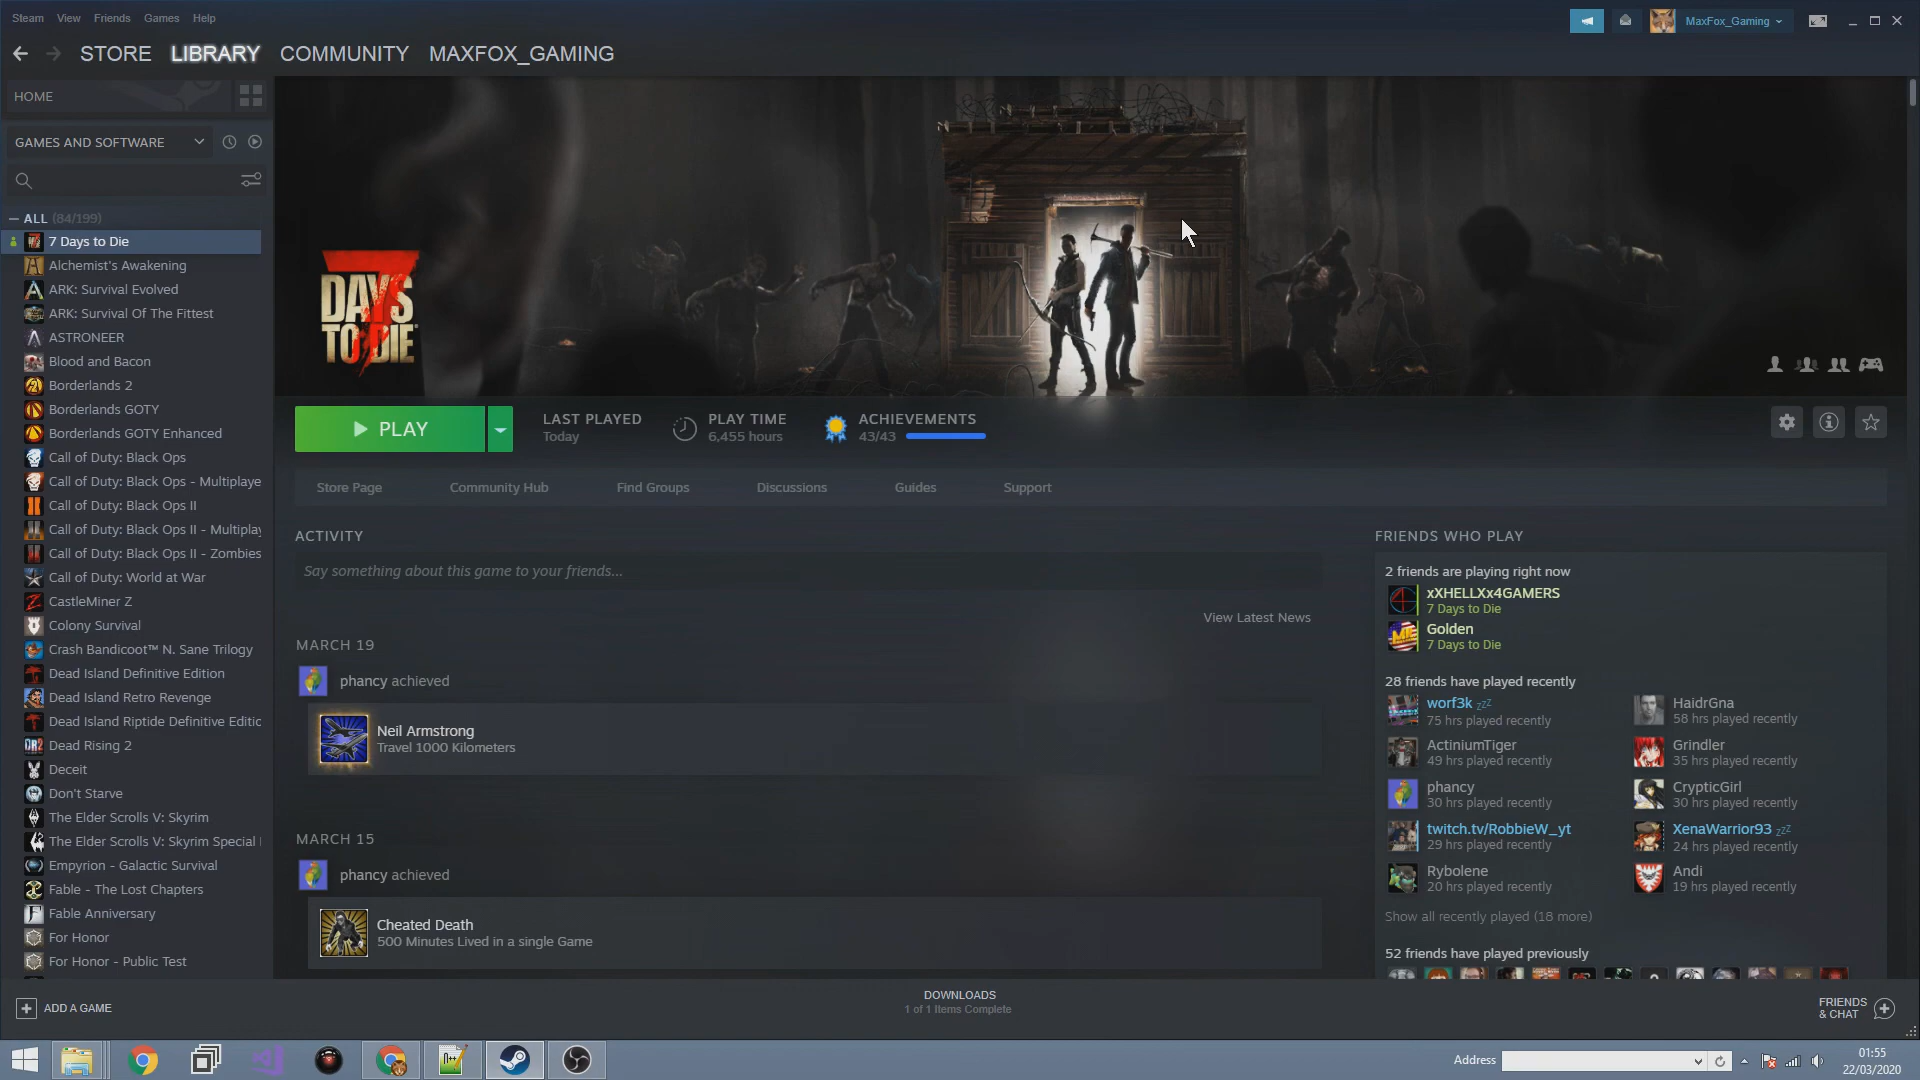 Steam View Friends Games Help
MaxFox_Gaming
STORE LIBRARY COMMUNITY MAXFOX_GAMING
HOME
GAMES AND SOFTWARE
ALL (84/199)
7 Days to Die
Alchemist's Awakening
ARK: Survival Evolved
ARK: Survival Of The Fittest
ASTRONEER
Blood and Bacon
Borderlands 2
Borderlands GOTY
Borderlands GOTY Enhanced
Call of Duty: Black Ops
Call of Duty: Black Ops - Multiplaye
Call of Duty: Black Ops II
Call of Duty: Black Ops II - Multiplay
Call of Duty: Black Ops II - Zombies
Call of Duty: World at War
CastleMiner Z
Colony Survival
Crash Bandicoot™ N. Sane Trilogy
Dead Island Definitive Edition
Dead Island Retro Revenge
Dead Island Riptide Definitive Editic
Dead Rising 2
Deceit
Don't Starve
The Elder Scrolls V: Skyrim
The Elder Scrolls V: Skyrim Special
Empyrion - Galactic Survival
Fable - The Lost Chapters
Fable Anniversary
For Honor
For Honor - Public Test
7
DAYS
TO DIE
PLAY
LAST PLAYED
Today
PLAY TIME
6,455 hours
ACHIEVEMENTS
43/43
Store Page Community Hub Find Groups Discussions Guides Support
ACTIVITY
Say something about this game to your friends...
View Latest News
MARCH 19
phancy achieved
Neil Armstrong
Travel 1000 Kilometers
MARCH 15
phancy achieved
Cheated Death
500 Minutes Lived in a single Game
FRIENDS WHO PLAY
2 friends are playing right now
xXHELLXx4GAMERS
7 Days to Die
Golden
7 Days to Die
28 friends have played recently
worf3k zZZ
75 hrs played recently
HaidrGna
58 hrs played recently
ActiniumTiger
49 hrs played recently
Grindler
35 hrs played recently
phancy
30 hrs played recently
CrypticGirl
30 hrs played recently
twitch.tv/RobbieW_yt
29 hrs played recently
XenaWarrior93 zZZ
24 hrs played recently
Rybolene
20 hrs played recently
Andi
19 hrs played recently
Show all recently played (18 more)
52 friends have played previously
ADD A GAME
DOWNLOADS
1 of 1 Items Complete
FRIENDS
& CHAT
Address
01:55
22/03/2020